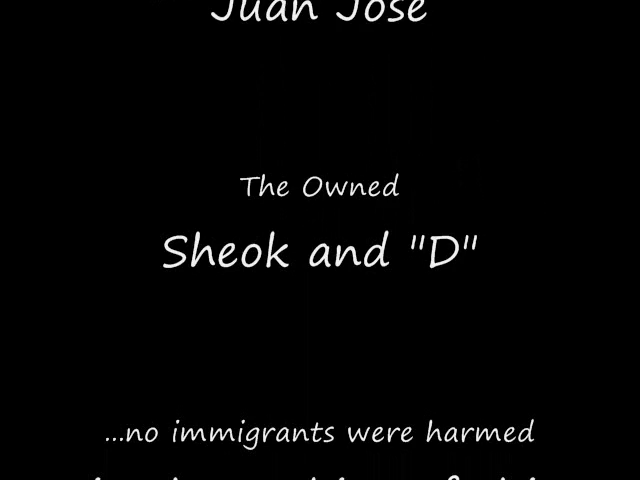 Juan Jose
The Owned
Sheok and "D"
...no immigrants were harmed